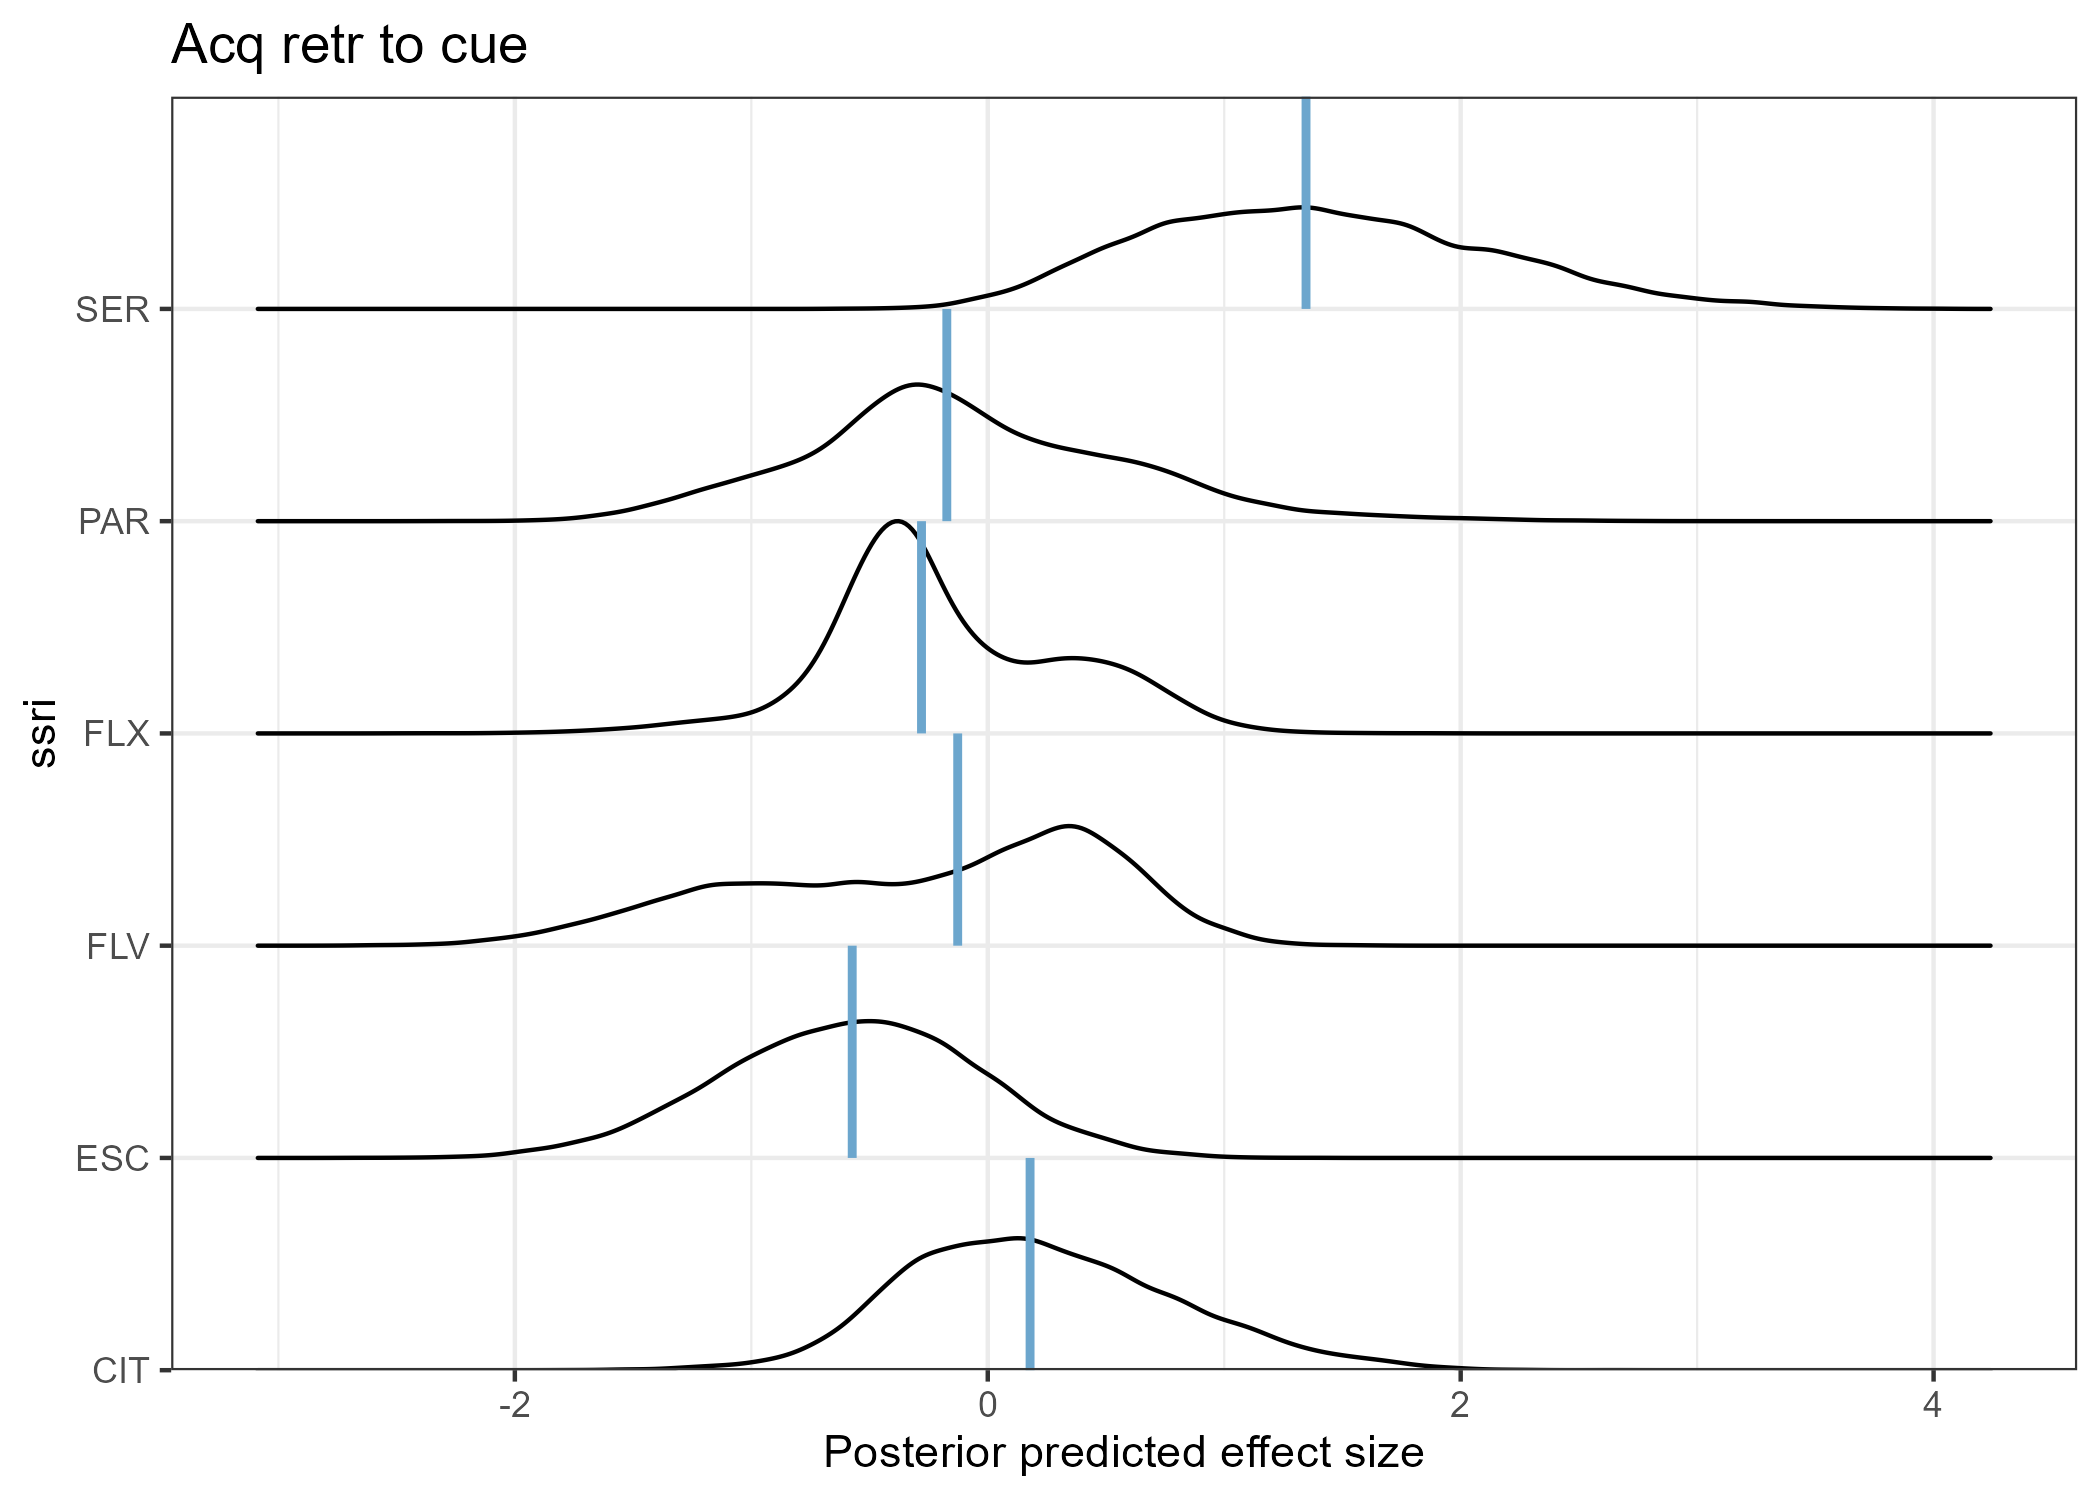 Acq retr to cue
SER
PAR
FLX
FLV
ESC
CIT
ssri
-2 0 2 4
Posterior predicted effect size